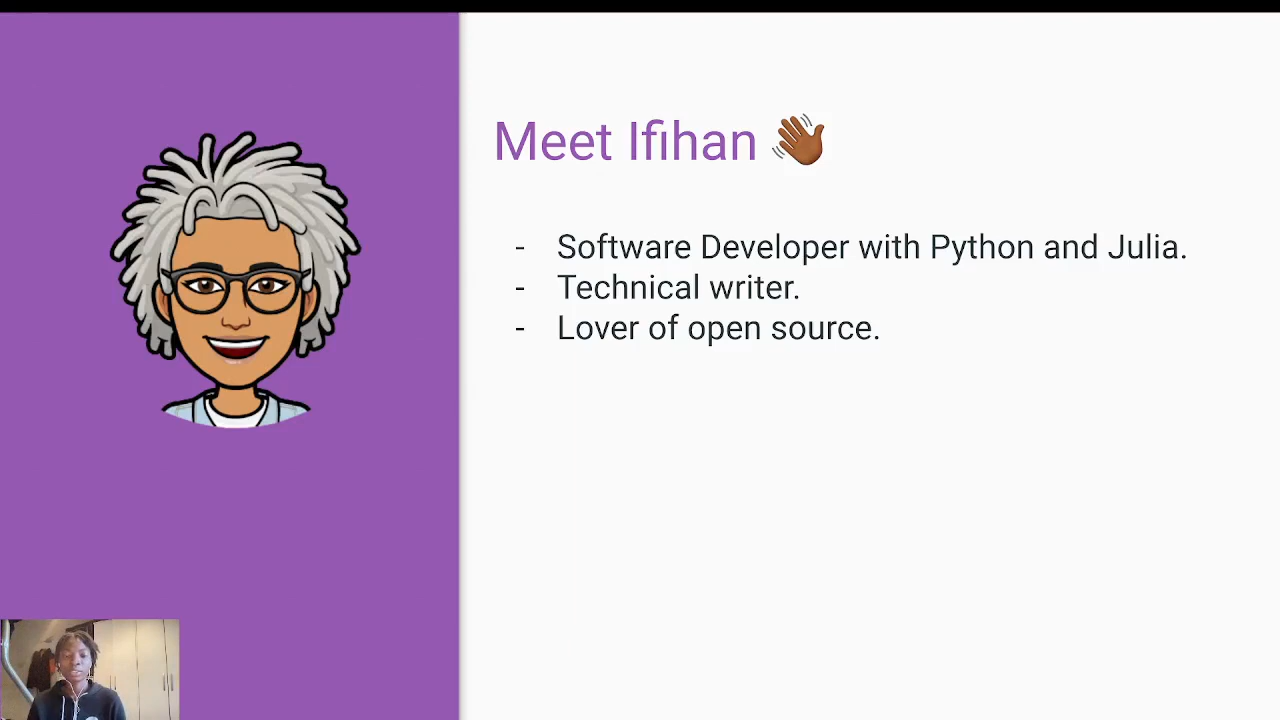 Meet Ifihan 👋🏾
- Software Developer with Python and Julia.
- Technical writer.
- Lover of open source.